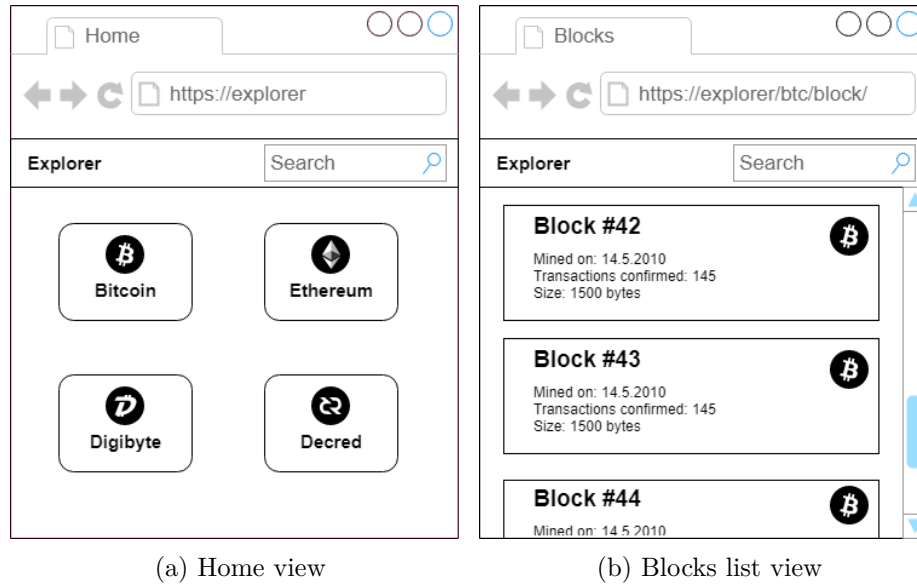 Home
https://explorer
Explorer
Search
Bitcoin
Ethereum
Digibyte
Decred
(a) Home view
Blocks
https://explorer/btc/block/
Explorer
Search
Block #42
Mined on: 14.5.2010
Transactions confirmed: 145
Size: 1500 bytes
Block #43
Mined on: 14.5.2010
Transactions confirmed: 145
Size: 1500 bytes
Block #44
Mined on: 14.5.2010
(b) Blocks list view